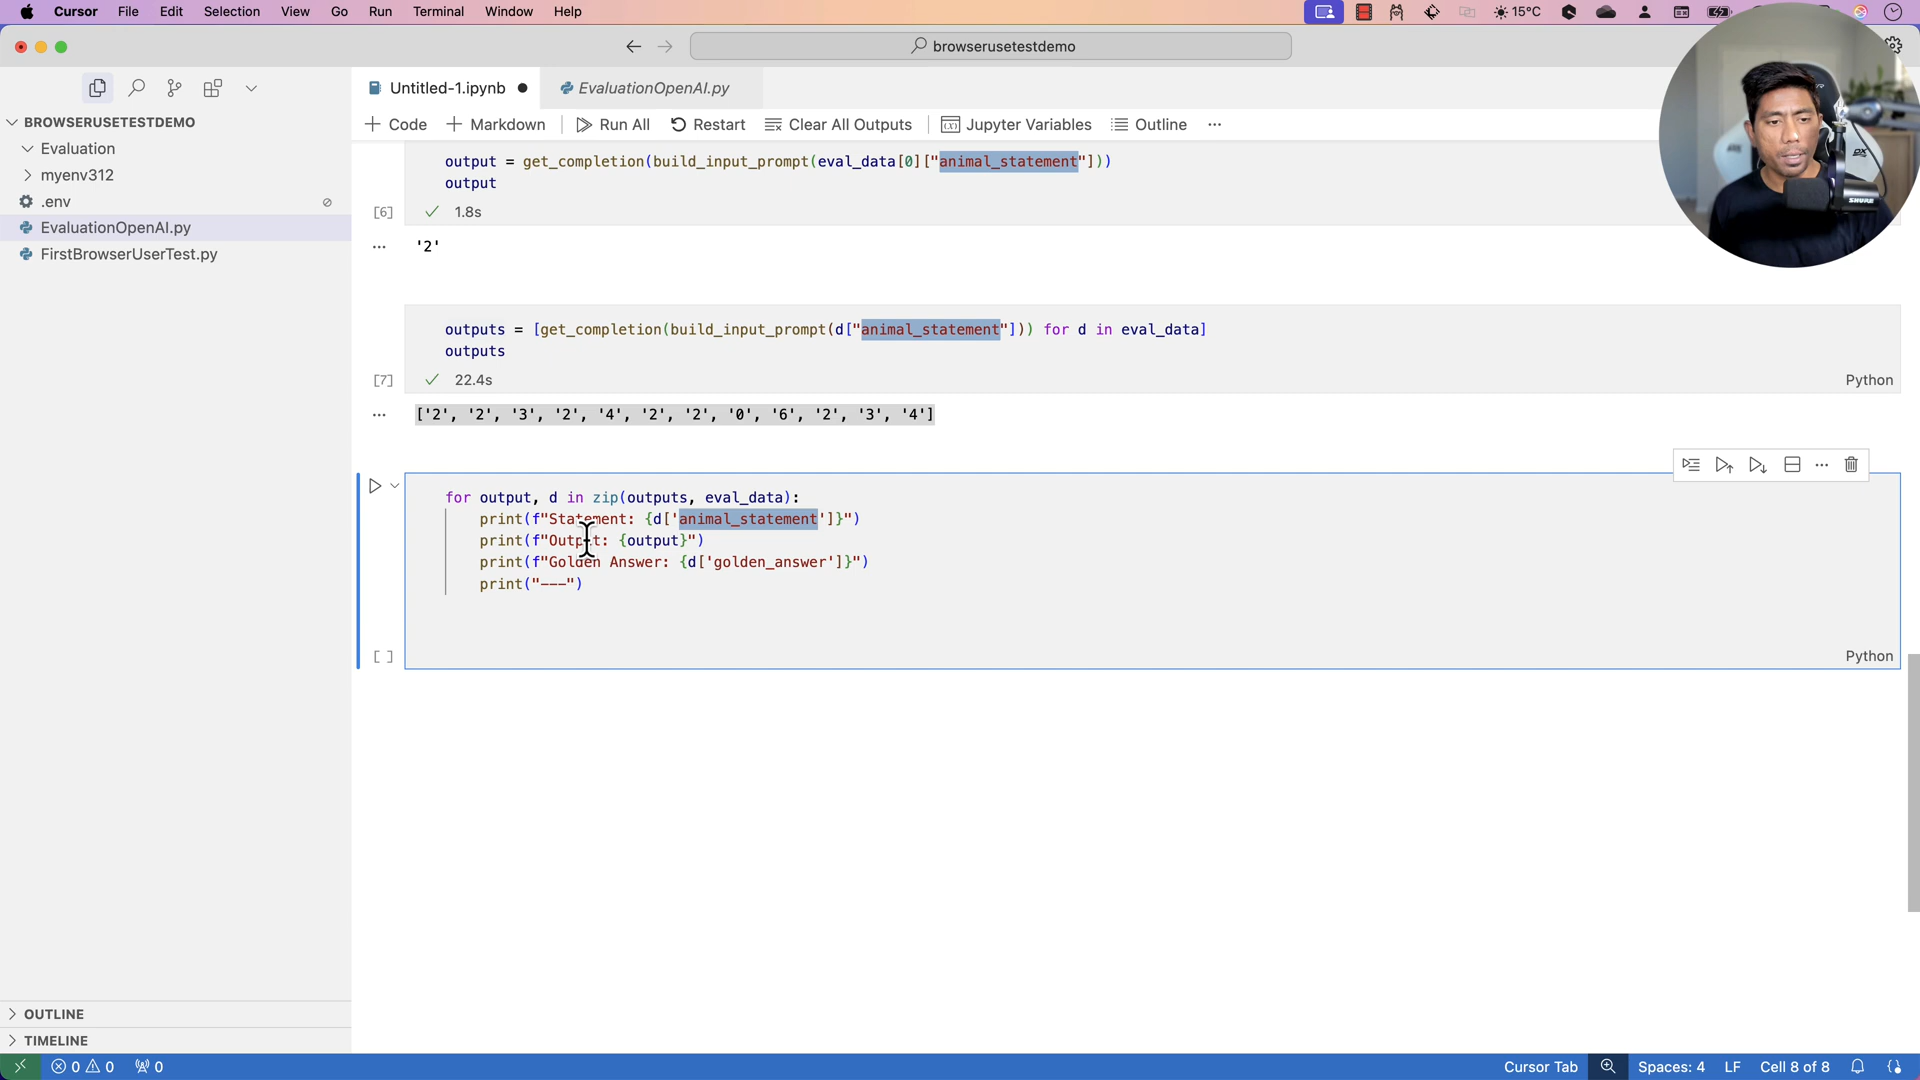 Cursor File Edit Selection View Go Run Terminal Window Help 15°C
browserusetestdemo
Untitled-1.ipynb EvaluationOpenAI.py
BROWSERUSETESTDEMO
Evaluation
myenv312
.env
EvaluationOpenAI.py
FirstBrowserUserTest.py
Code Markdown Run All Restart Clear All Outputs Jupyter Variables Outline ...
output = get_completion(build_input_prompt(eval_data[0]["animal_statement"]))
output
[6] 1.8s
... '2'
outputs = [get_completion(build_input_prompt(d["animal_statement"])) for d in eval_data]
outputs
[7] 22.4s Python
... ['2', '2', '3', '2', '4', '2', '2', '0', '6', '2', '3', '4']
for output, d in zip(outputs, eval_data):
print(f"Statement: {d['animal_statement']}")
print(f"Output: {output}")
print(f"Golden Answer: {d['golden_answer']}")
print("---")
[ ] Python
OUTLINE
TIMELINE
0 0 0 Cursor Tab Spaces: 4 LF Cell 8 of 8
SHURE